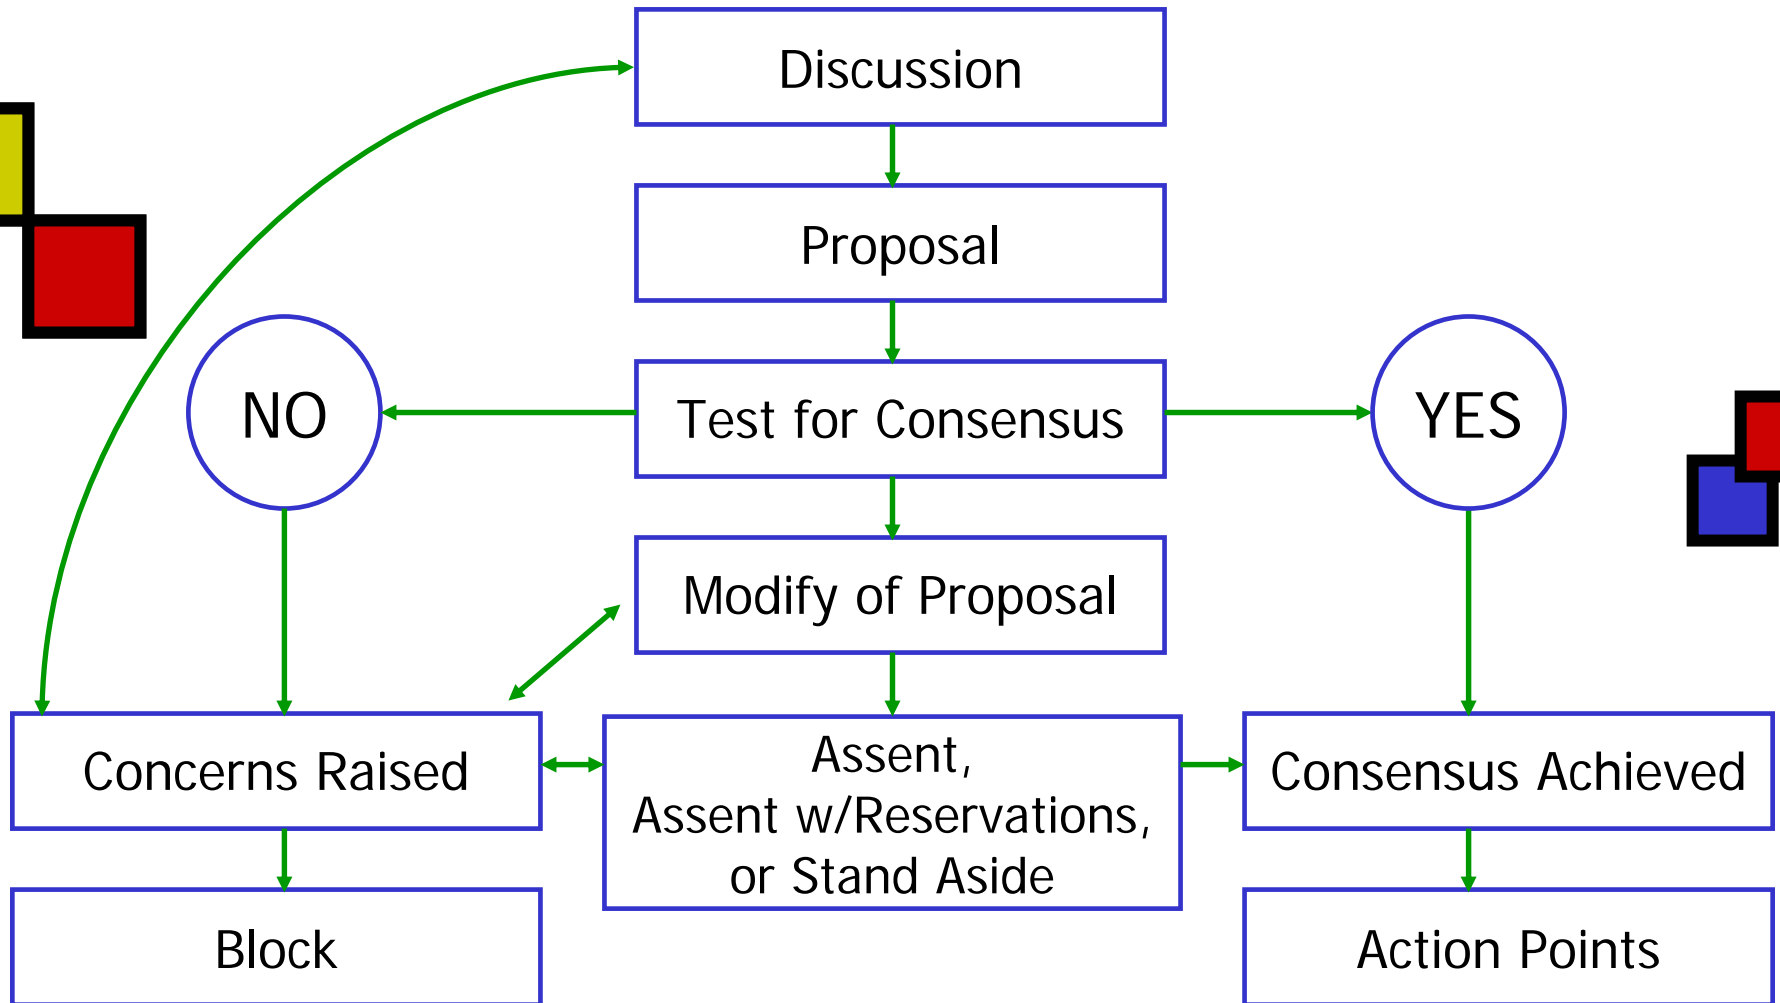 Discussion
Proposal
NO
Test for Consensus
YES
Modify of Proposal
Concerns Raised
Assent,
Assent w/Reservations,
or Stand Aside
Consensus Achieved
Block
Action Points